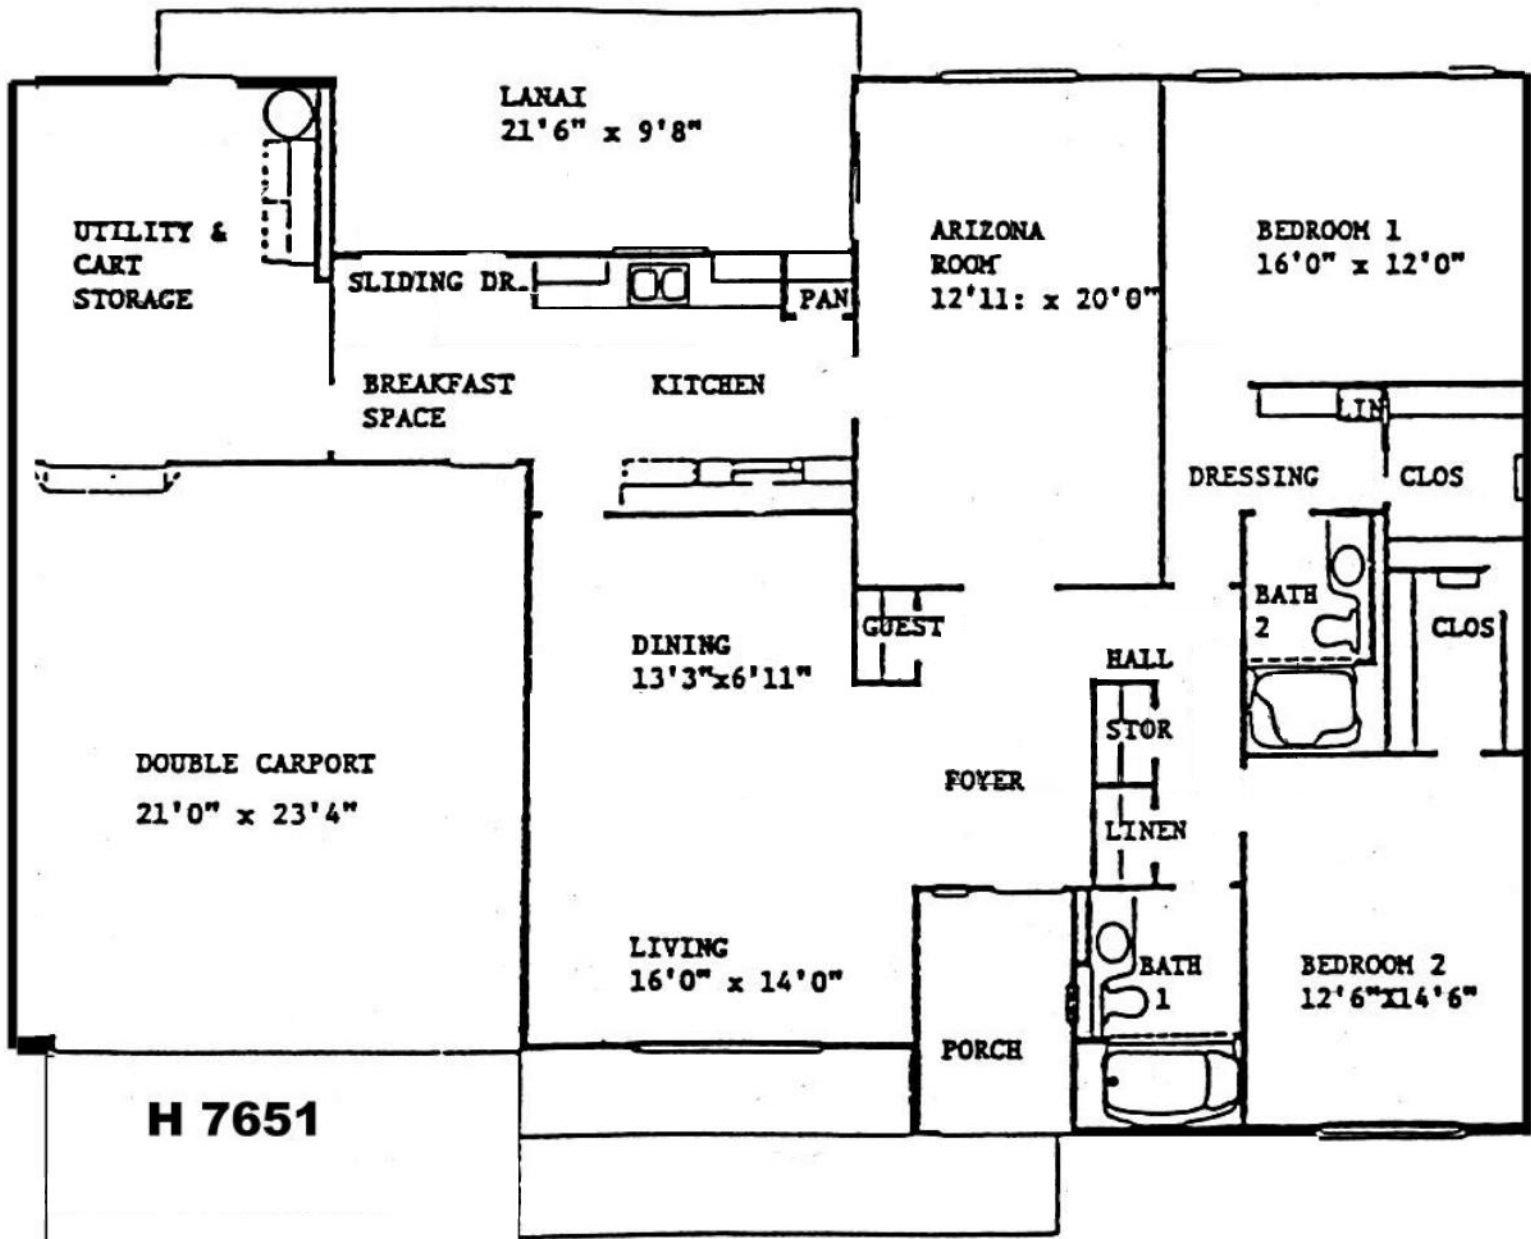 LANAI
21'6" x 9'8"
UTILITY &
CART
STORAGE
SLIDING DR.
PAN
ARIZONA
ROOM
12'11: x 20'0"
BEDROOM 1
16'0" x 12'0"
BREAKFAST
SPACE
KITCHEN
LIN
DRESSING
CLOS
BATH
2
CLOS
GUEST
DINING
13'3"x6'11"
HALL
STOR
DOUBLE CARPORT
21'0" x 23'4"
FOYER
LINEN
LIVING
16'0" x 14'0"
BATH
1
BEDROOM 2
12'6"X14'6"
PORCH
H 7651